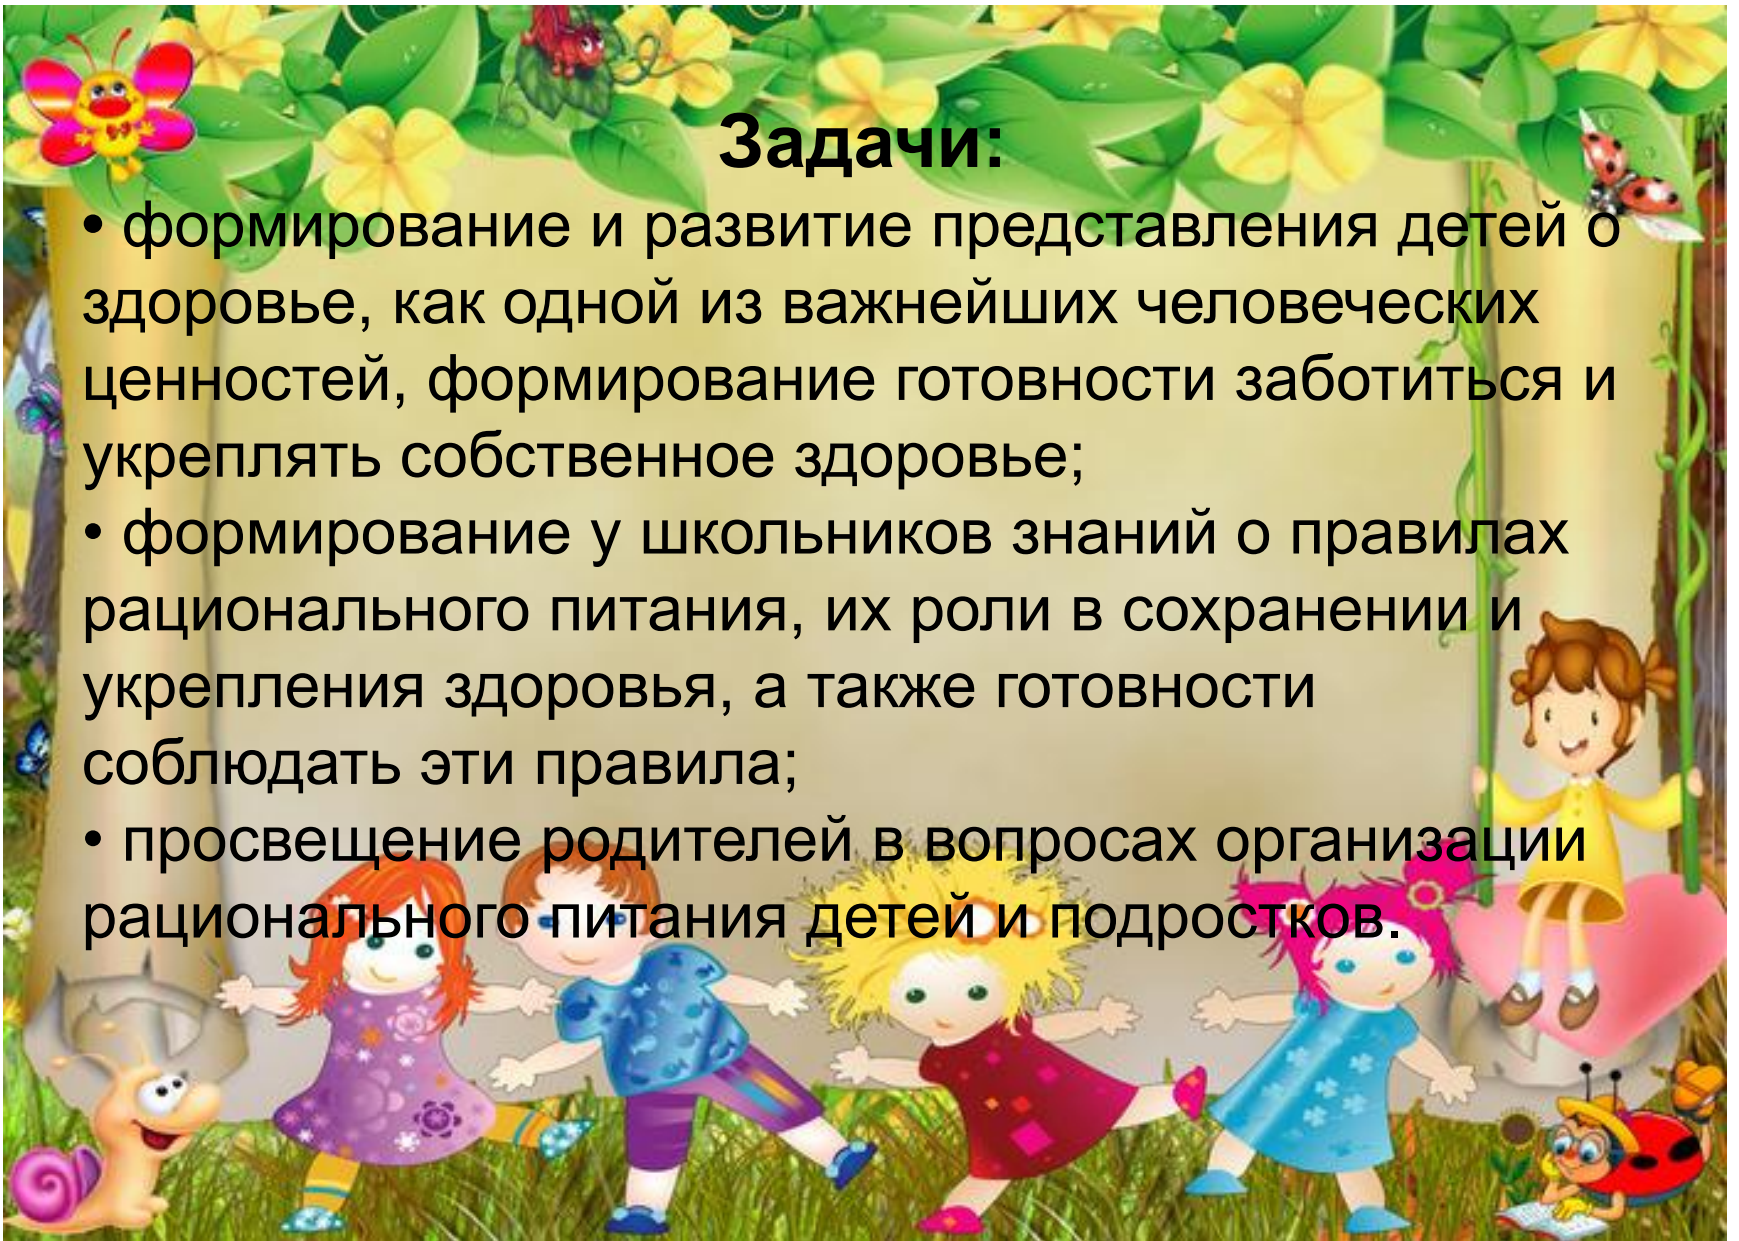 Задачи:
• формирование и развитие представления детей о
здоровье, как одной из важнейших человеческих
ценностей, формирование готовности заботиться и
укреплять собственное здоровье;
• формирование у школьников знаний о правилах
рационального питания, их роли в сохранении и
укрепления здоровья, а также готовности
соблюдать эти правила;
• просвещение родителей в вопросах организации
рационального питания детей и подростков.